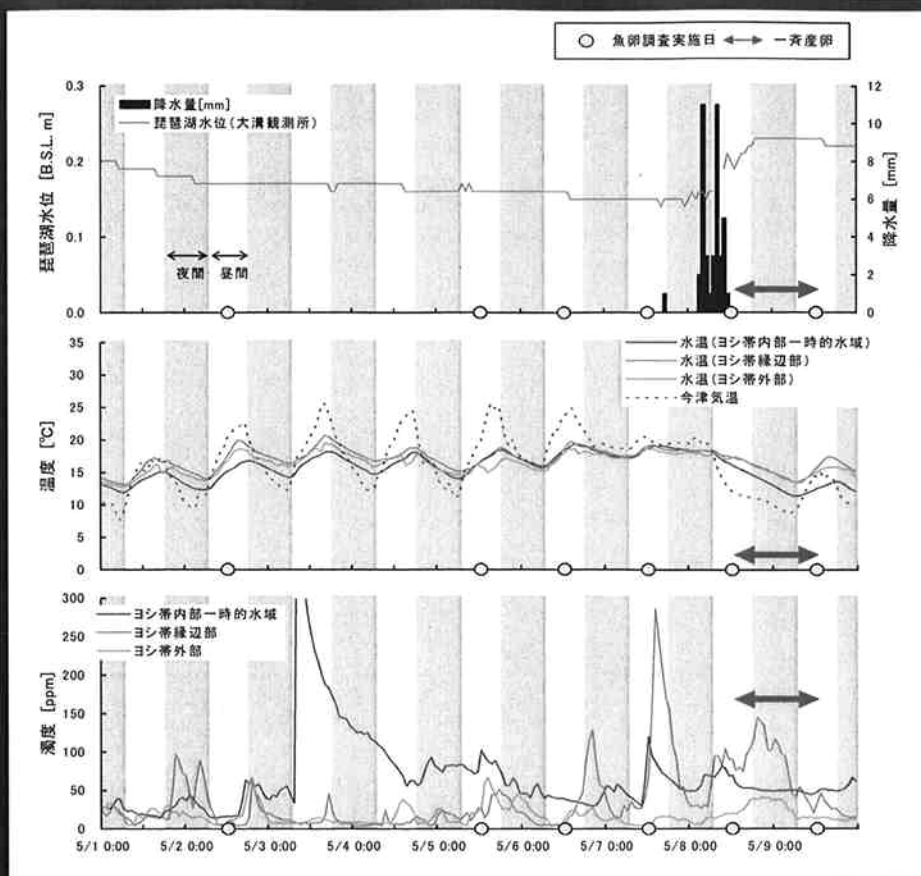 魚卵調査実施日 一斉産卵
0.3
0.2
0.1
0.0
琵琶湖水位 [B.S.L. m]
降水量[mm]
琵琶湖水位(大溝観測所)
夜間 昼間
12
10
8
6
4
2
0
降水量 [mm]
35
30
25
20
15
10
5
0
温度 [℃]
水温(ヨシ帯内部一時的水域)
水温(ヨシ帯縁辺部)
水温(ヨシ帯外部)
今津気温
300
250
200
150
100
50
0
濁度 [ppm]
ヨシ帯内部一時的水域
ヨシ帯縁辺部
ヨシ帯外部
5/1 0:00 5/2 0:00 5/3 0:00 5/4 0:00 5/5 0:00 5/6 0:00 5/7 0:00 5/8 0:00 5/9 0:00